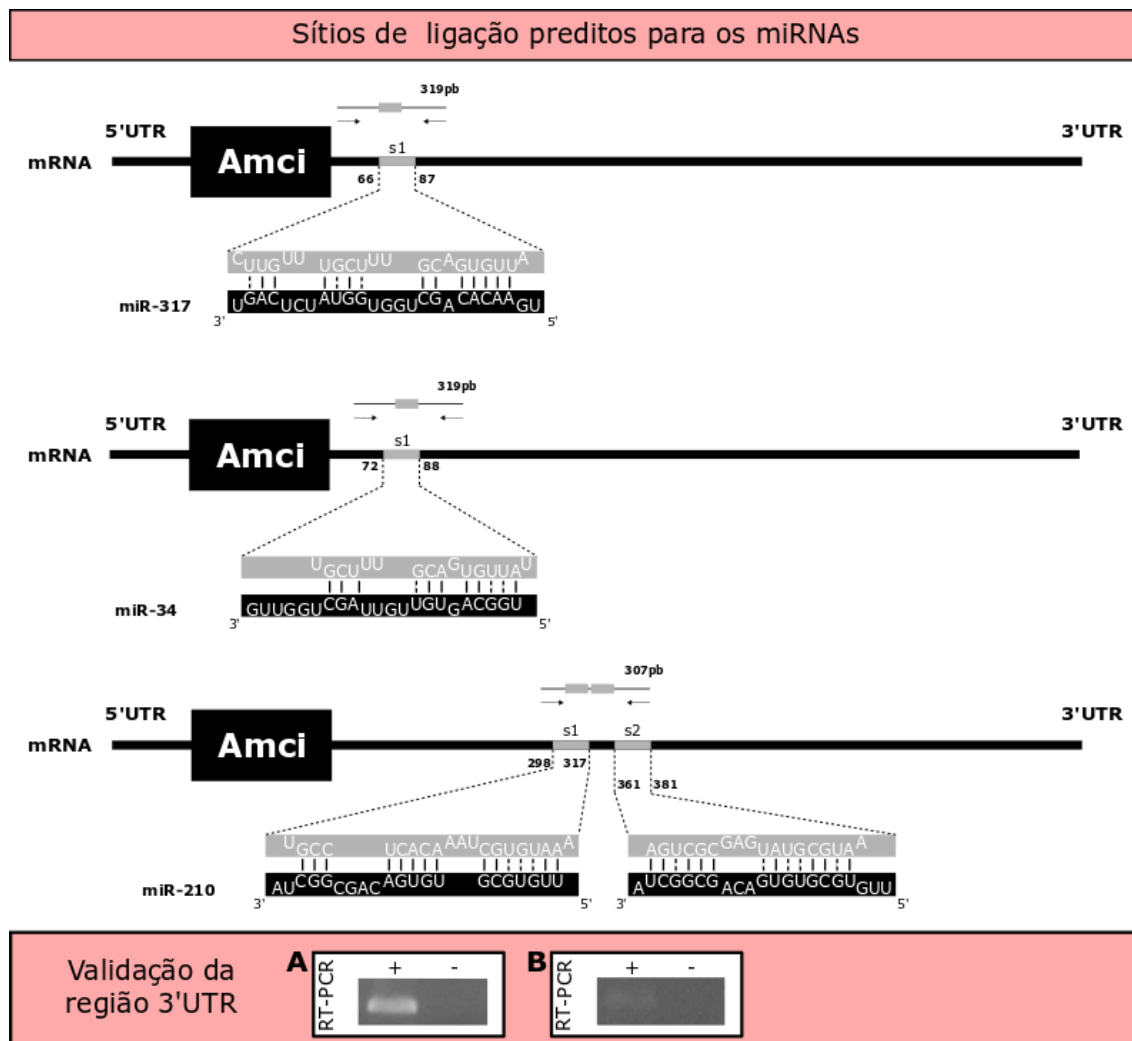 Sítios de ligação preditos para os miRNAs
319pb
5'UTR
3'UTR
mRNA
Amci
s1
66
87
CUUGUU UGCUUU GCAGUGUUA
miR-317
UGACUCUAUGGUGGUCGACACAAGU
3'
5'
319pb
5'UTR
3'UTR
mRNA
Amci
s1
72
88
UGCUUU GCAGUGUUAU
miR-34
GUUGGUCGAUUGUUGUGACGGU
3'
5'
307pb
5'UTR
3'UTR
mRNA
Amci
s1
s2
298
317
361
381
UGCC UCACAAAUCGUGUAAA
AGUCGCGAGUAUGCGUAA
miR-210
AUCGGCGACAGUGU GCGUGUU
AUCGGCGACAGUGUGCGUGUU
3'
5'
3'
5'
Validação da
região 3'UTR
A
RT-PCR
+
-
B
RT-PCR
+
-